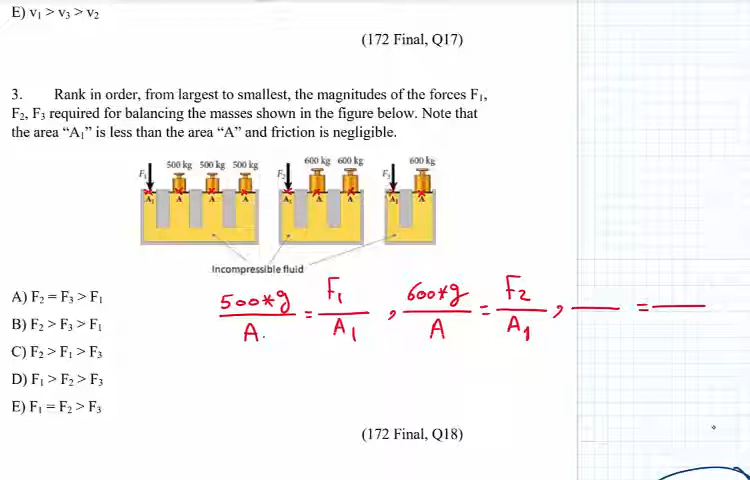 E) v₁ > v₃ > v₂
(172 Final, Q17)
3. Rank in order, from largest to smallest, the magnitudes of the forces F₁,
F₂, F₃ required for balancing the masses shown in the figure below. Note that
the area “A₁” is less than the area “A” and friction is negligible.
500 kg 500 kg 500 kg 600 kg 600 kg 600 kg
F₁ F₂ F₃
A₁ A A A A₁ A A A₁ A
Incompressible fluid
500*g/A. = F₁/A₁ , 600*g/A = F₂/A₁ , — = —
A) F₂ = F₃ > F₁
B) F₂ > F₃ > F₁
C) F₂ > F₁ > F₃
D) F₁ > F₂ > F₃
E) F₁ = F₂ > F₃
(172 Final, Q18)